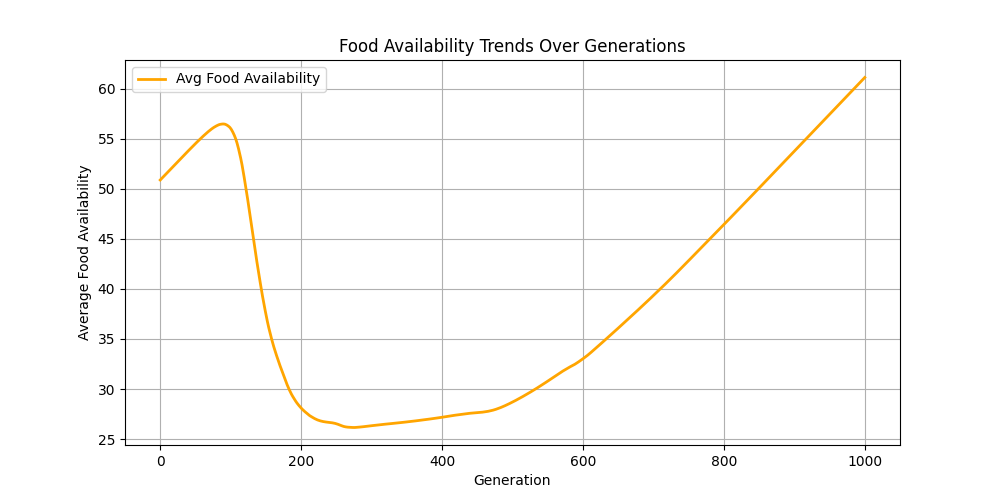 Food Availability Trends Over Generations
Avg Food Availability
Average Food Availability
60
55
50
45
40
35
30
25
0 200 400 600 800 1000
Generation